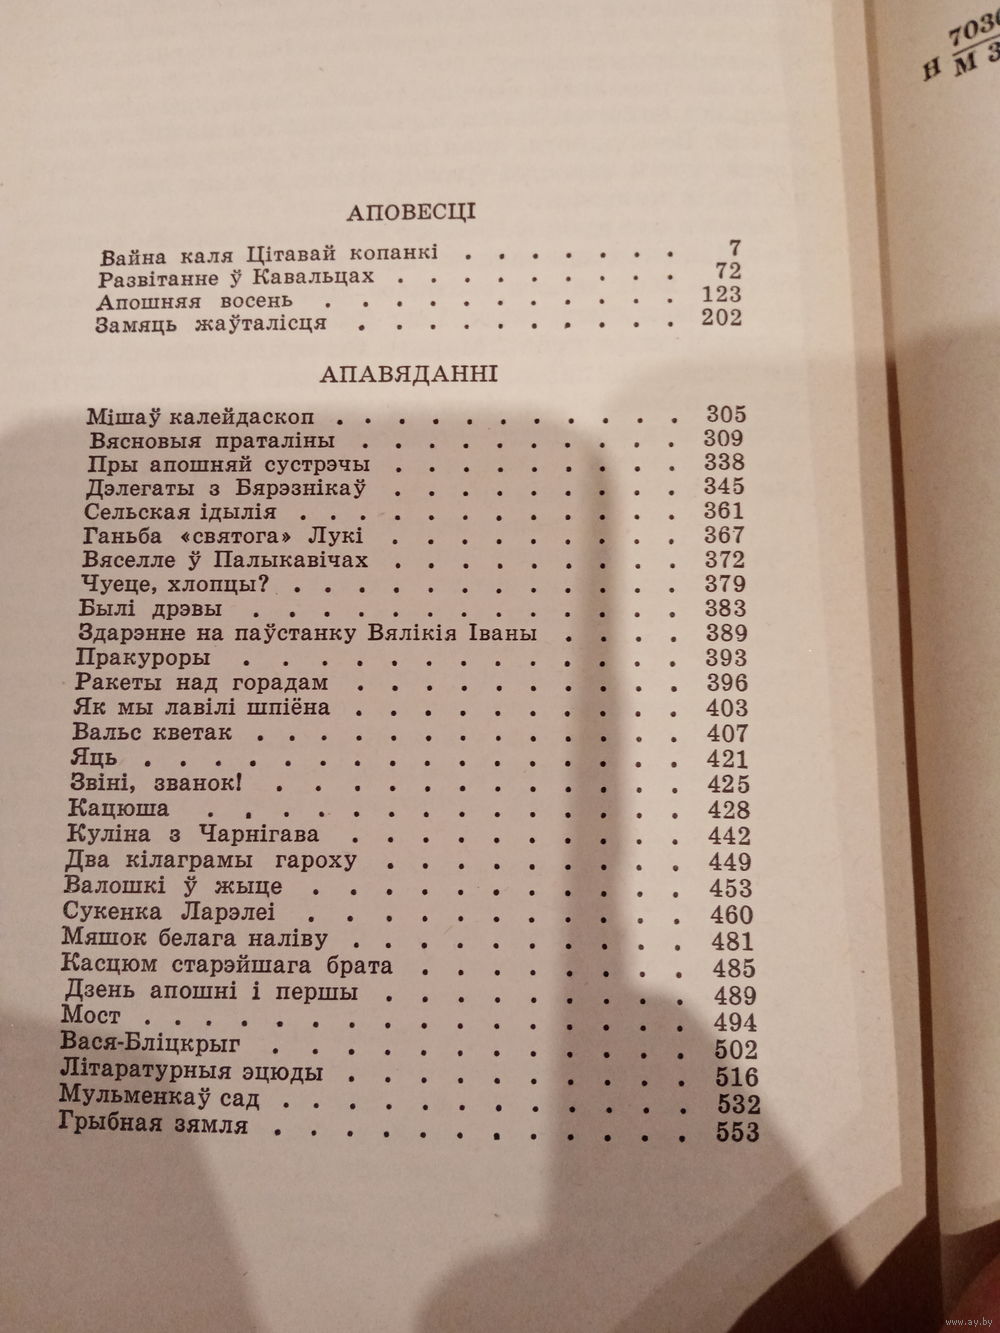 АПОВЕСЦІ
Вайна каля Цітавай копанкі . . . . . . . 7
Развітанне ў Кавальцах . . . . . . . . . 72
Апошняя восень . . . . . . . . . . . 123
Замяць жаўталісця . . . . . . . . . . 202
АПАВЯДАННІ
Мішаў калейдаскоп . . . . . . . . . . . 305
Вясновыя праталіны . . . . . . . . . . 309
Пры апошняй сустрэчы . . . . . . . . . 338
Дэлегаты з Бярэзнікаў . . . . . . . . . 345
Сельская ідылія . . . . . . . . . . . . 361
Ганьба «святога» Лукі . . . . . . . . . 367
Вяселле ў Палыкавічах . . . . . . . . . 372
Чуеце, хлопцы? . . . . . . . . . . . . 379
Былі дрэвы . . . . . . . . . . . . . 383
Здарэнне на паўстанку Вялікія Іваны . . . . 389
Пракуроры . . . . . . . . . . . . . 393
Ракеты над горадам . . . . . . . . . . 396
Як мы лавілі шпіёна . . . . . . . . . . 403
Вальс кветак . . . . . . . . . . . . . 407
Яць . . . . . . . . . . . . . . . . 421
Звіні, званок! . . . . . . . . . . . . 425
Кацюша . . . . . . . . . . . . . . 428
Куліна з Чарнігава . . . . . . . . . . 442
Два кілаграмы гароху . . . . . . . . . 449
Валошкі ў жыце . . . . . . . . . . . 453
Сукенка Ларэлеі . . . . . . . . . . . 460
Мяшок белага наліву . . . . . . . . . . 481
Касцюм старэйшага брата . . . . . . . . 485
Дзень апошні і першы . . . . . . . . . 489
Мост . . . . . . . . . . . . . . . . 494
Вася-Бліцкрыг . . . . . . . . . . . . 502
Літаратурныя эцюды . . . . . . . . . . 516
Мульменкаў сад . . . . . . . . . . . . 532
Грыбная зямля . . . . . . . . . . . . 553
Н
М
www.ay.by